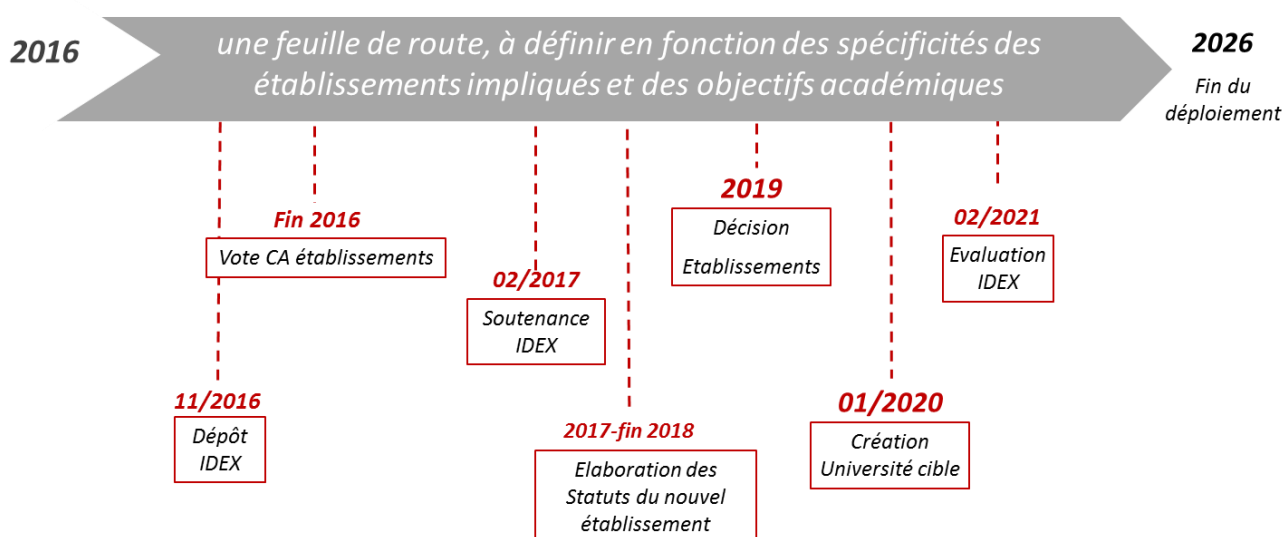 2016
une feuille de route, à définir en fonction des spécificités des
établissements impliqués et des objectifs académiques
2026
Fin du
déploiement
Fin 2016
Vote CA établissements
11/2016
Dépôt
IDEX
02/2017
Soutenance
IDEX
2017-fin 2018
Elaboration des
Statuts du nouvel
établissement
2019
Décision
Etablissements
01/2020
Création
Université cible
02/2021
Evaluation
IDEX